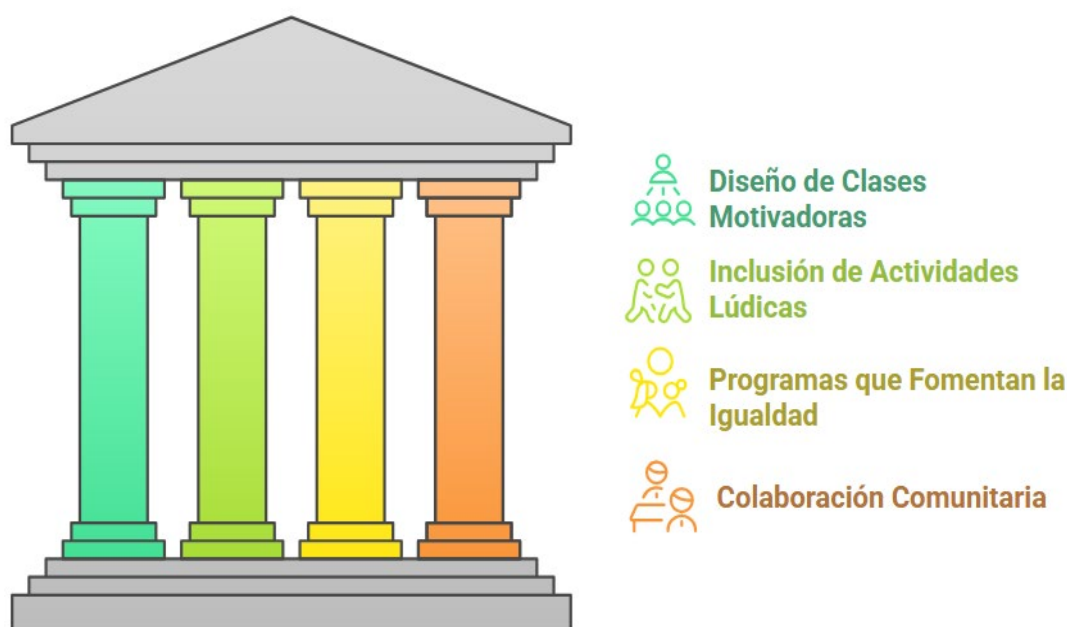 Diseño de Clases
Motivadoras
Inclusión de Actividades
Lúdicas
Programas que Fomentan la
Igualdad
Colaboración Comunitaria